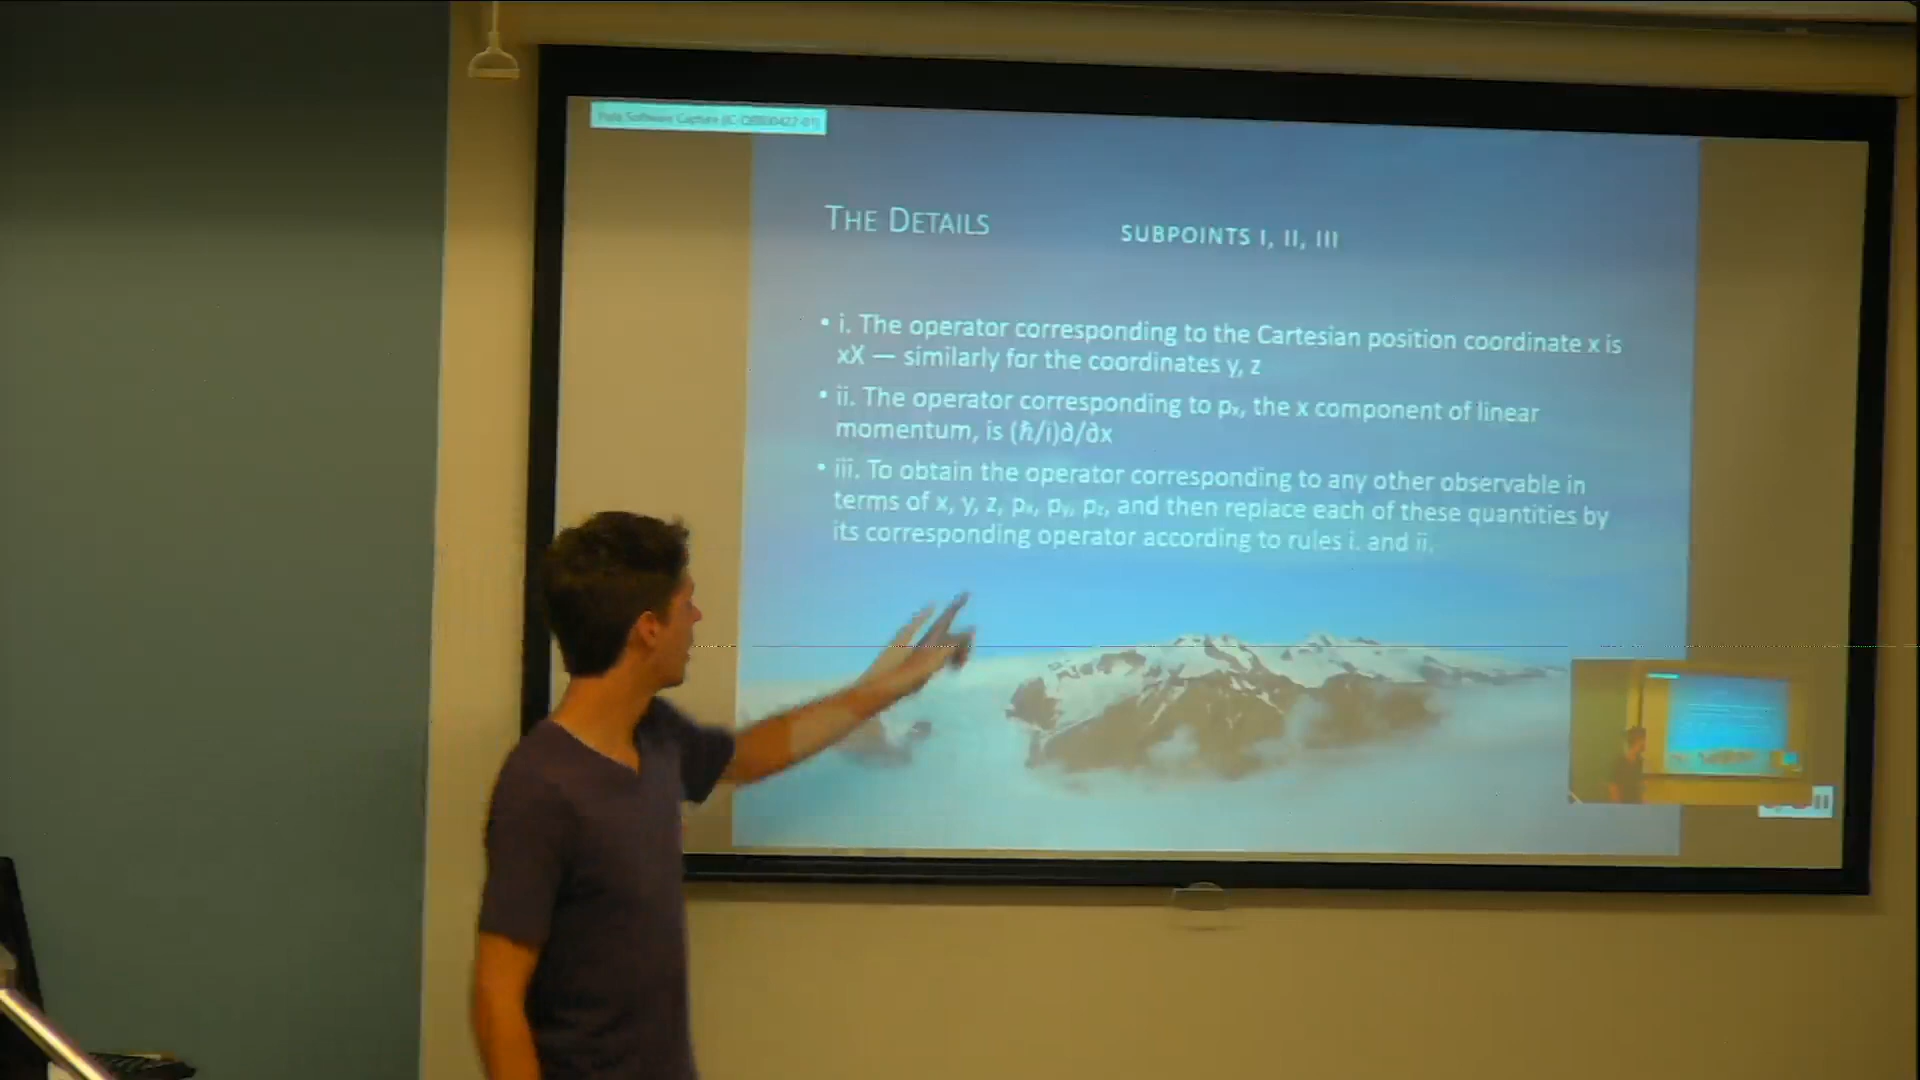 Software Capture
THE DETAILS
SUBPOINTS I, II, III
• i. The operator corresponding to the Cartesian position coordinate x is
xX — similarly for the coordinates y, z
• ii. The operator corresponding to pₓ, the x component of linear
momentum, is (ħ/i)∂/∂x
• iii. To obtain the operator corresponding to any other observable in
terms of x, y, z, pₓ, pᵧ, p_z, and then replace each of these quantities by
its corresponding operator according to rules i. and ii.